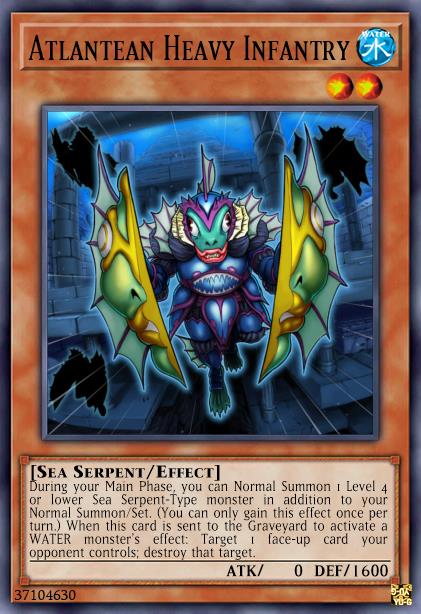 ATLANTEAN HEAVY INFANTRY
WATER
水
[SEA SERPENT/EFFECT]
During your Main Phase, you can Normal Summon 1 Level 4
or lower Sea Serpent-Type monster in addition to your
Normal Summon/Set. (You can only gain this effect once per
turn.) When this card is sent to the Graveyard to activate a
WATER monster's effect: Target 1 face-up card your
opponent controls; destroy that target.
ATK/ 0 DEF/1600
37104630